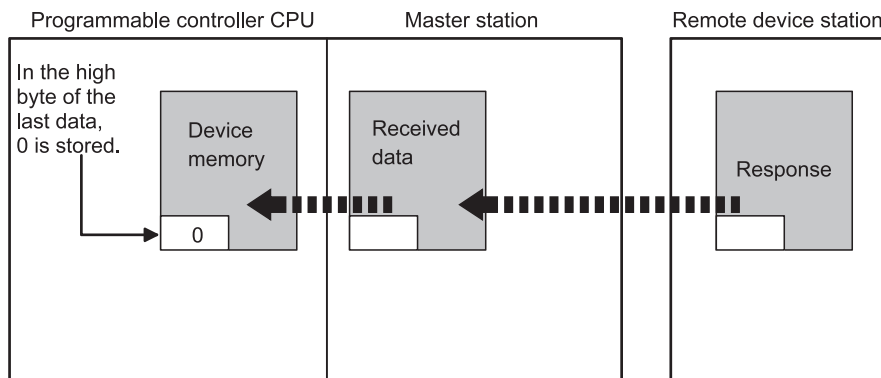 Programmable controller CPU
Master station
Remote device station
In the high
byte of the
last data,
0 is stored.
Device
memory
Received
data
Response
0